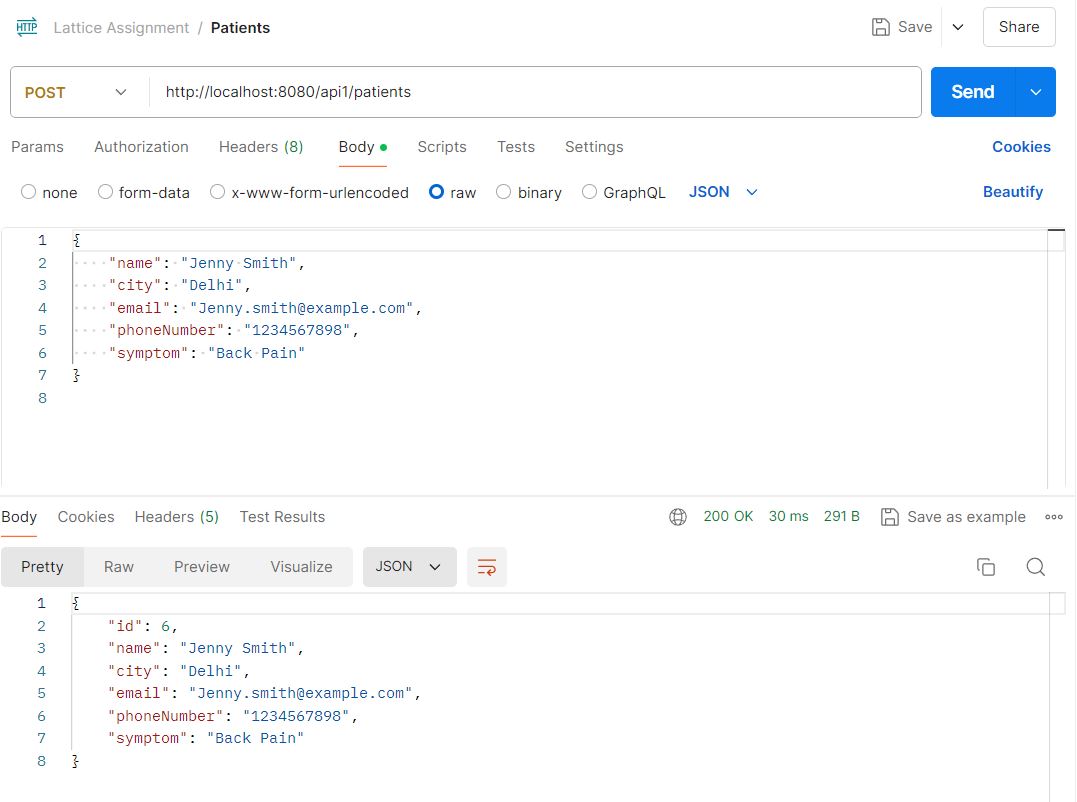 HTTP Lattice Assignment / Patients Save Share
POST http://localhost:8080/api1/patients Send
Params Authorization Headers (8) Body Scripts Tests Settings Cookies
none form-data x-www-form-urlencoded raw binary GraphQL JSON Beautify
1 {
2 "name": "Jenny Smith",
3 "city": "Delhi",
4 "email": "Jenny.smith@example.com",
5 "phoneNumber": "1234567898",
6 "symptom": "Back Pain"
7 }
8
Body Cookies Headers (5) Test Results 200 OK 30 ms 291 B Save as example
Pretty Raw Preview Visualize JSON
1 {
2 "id": 6,
3 "name": "Jenny Smith",
4 "city": "Delhi",
5 "email": "Jenny.smith@example.com",
6 "phoneNumber": "1234567898",
7 "symptom": "Back Pain"
8 }